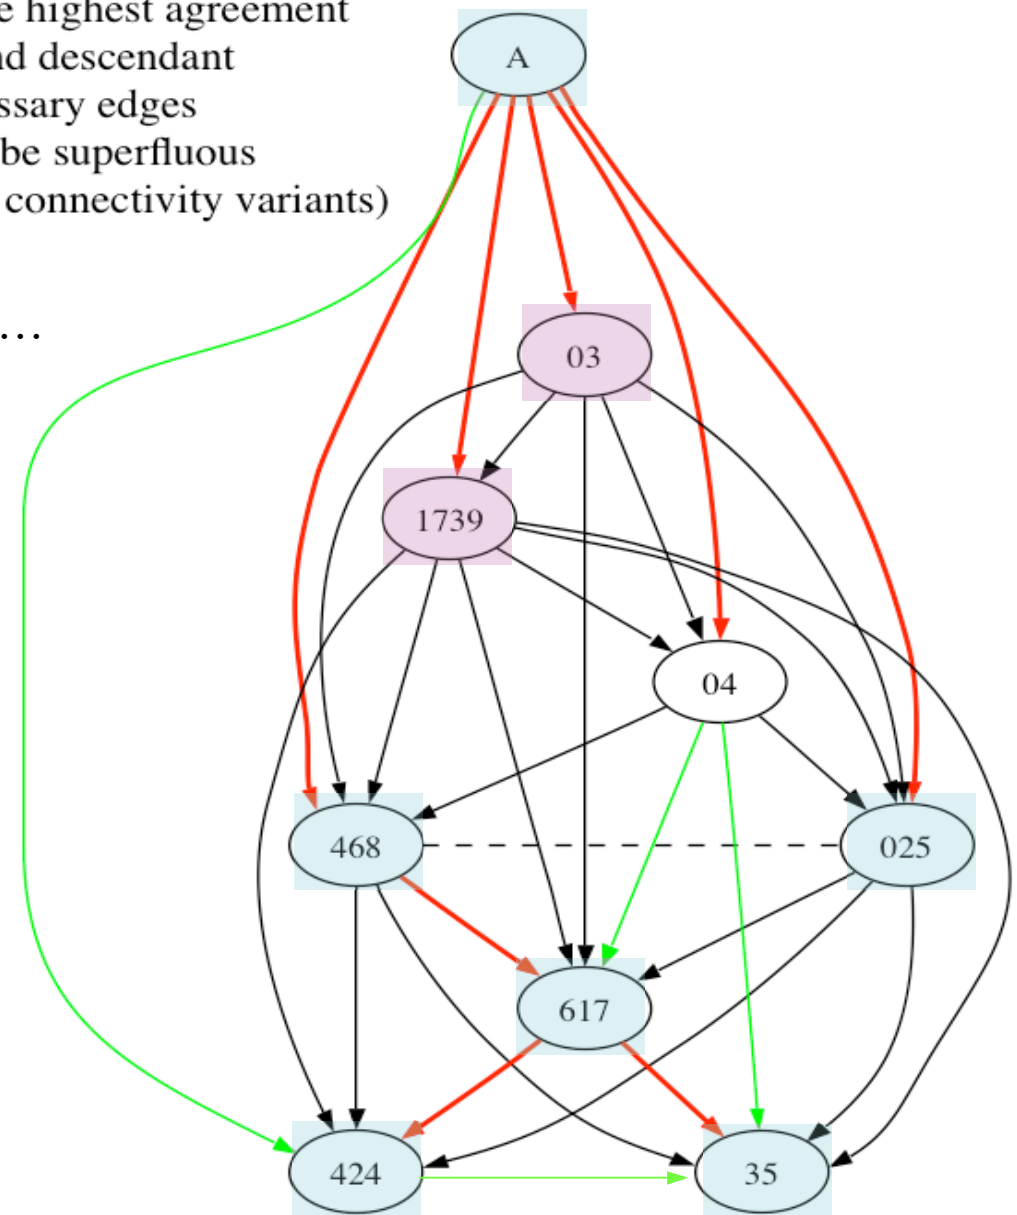 e highest agreement
nd descendant
ssary edges
be superfluous
connectivity variants)
...
A
03
1739
04
468
025
617
424
35